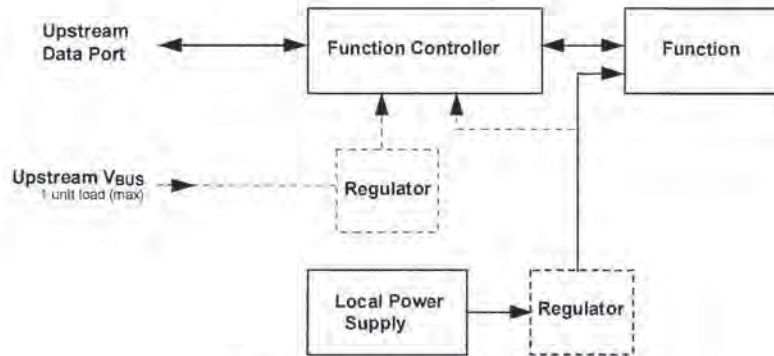 Upstream
Data Port
Function Controller
Function
Upstream VBUS
1 unit load (max)
Regulator
Local Power
Supply
Regulator